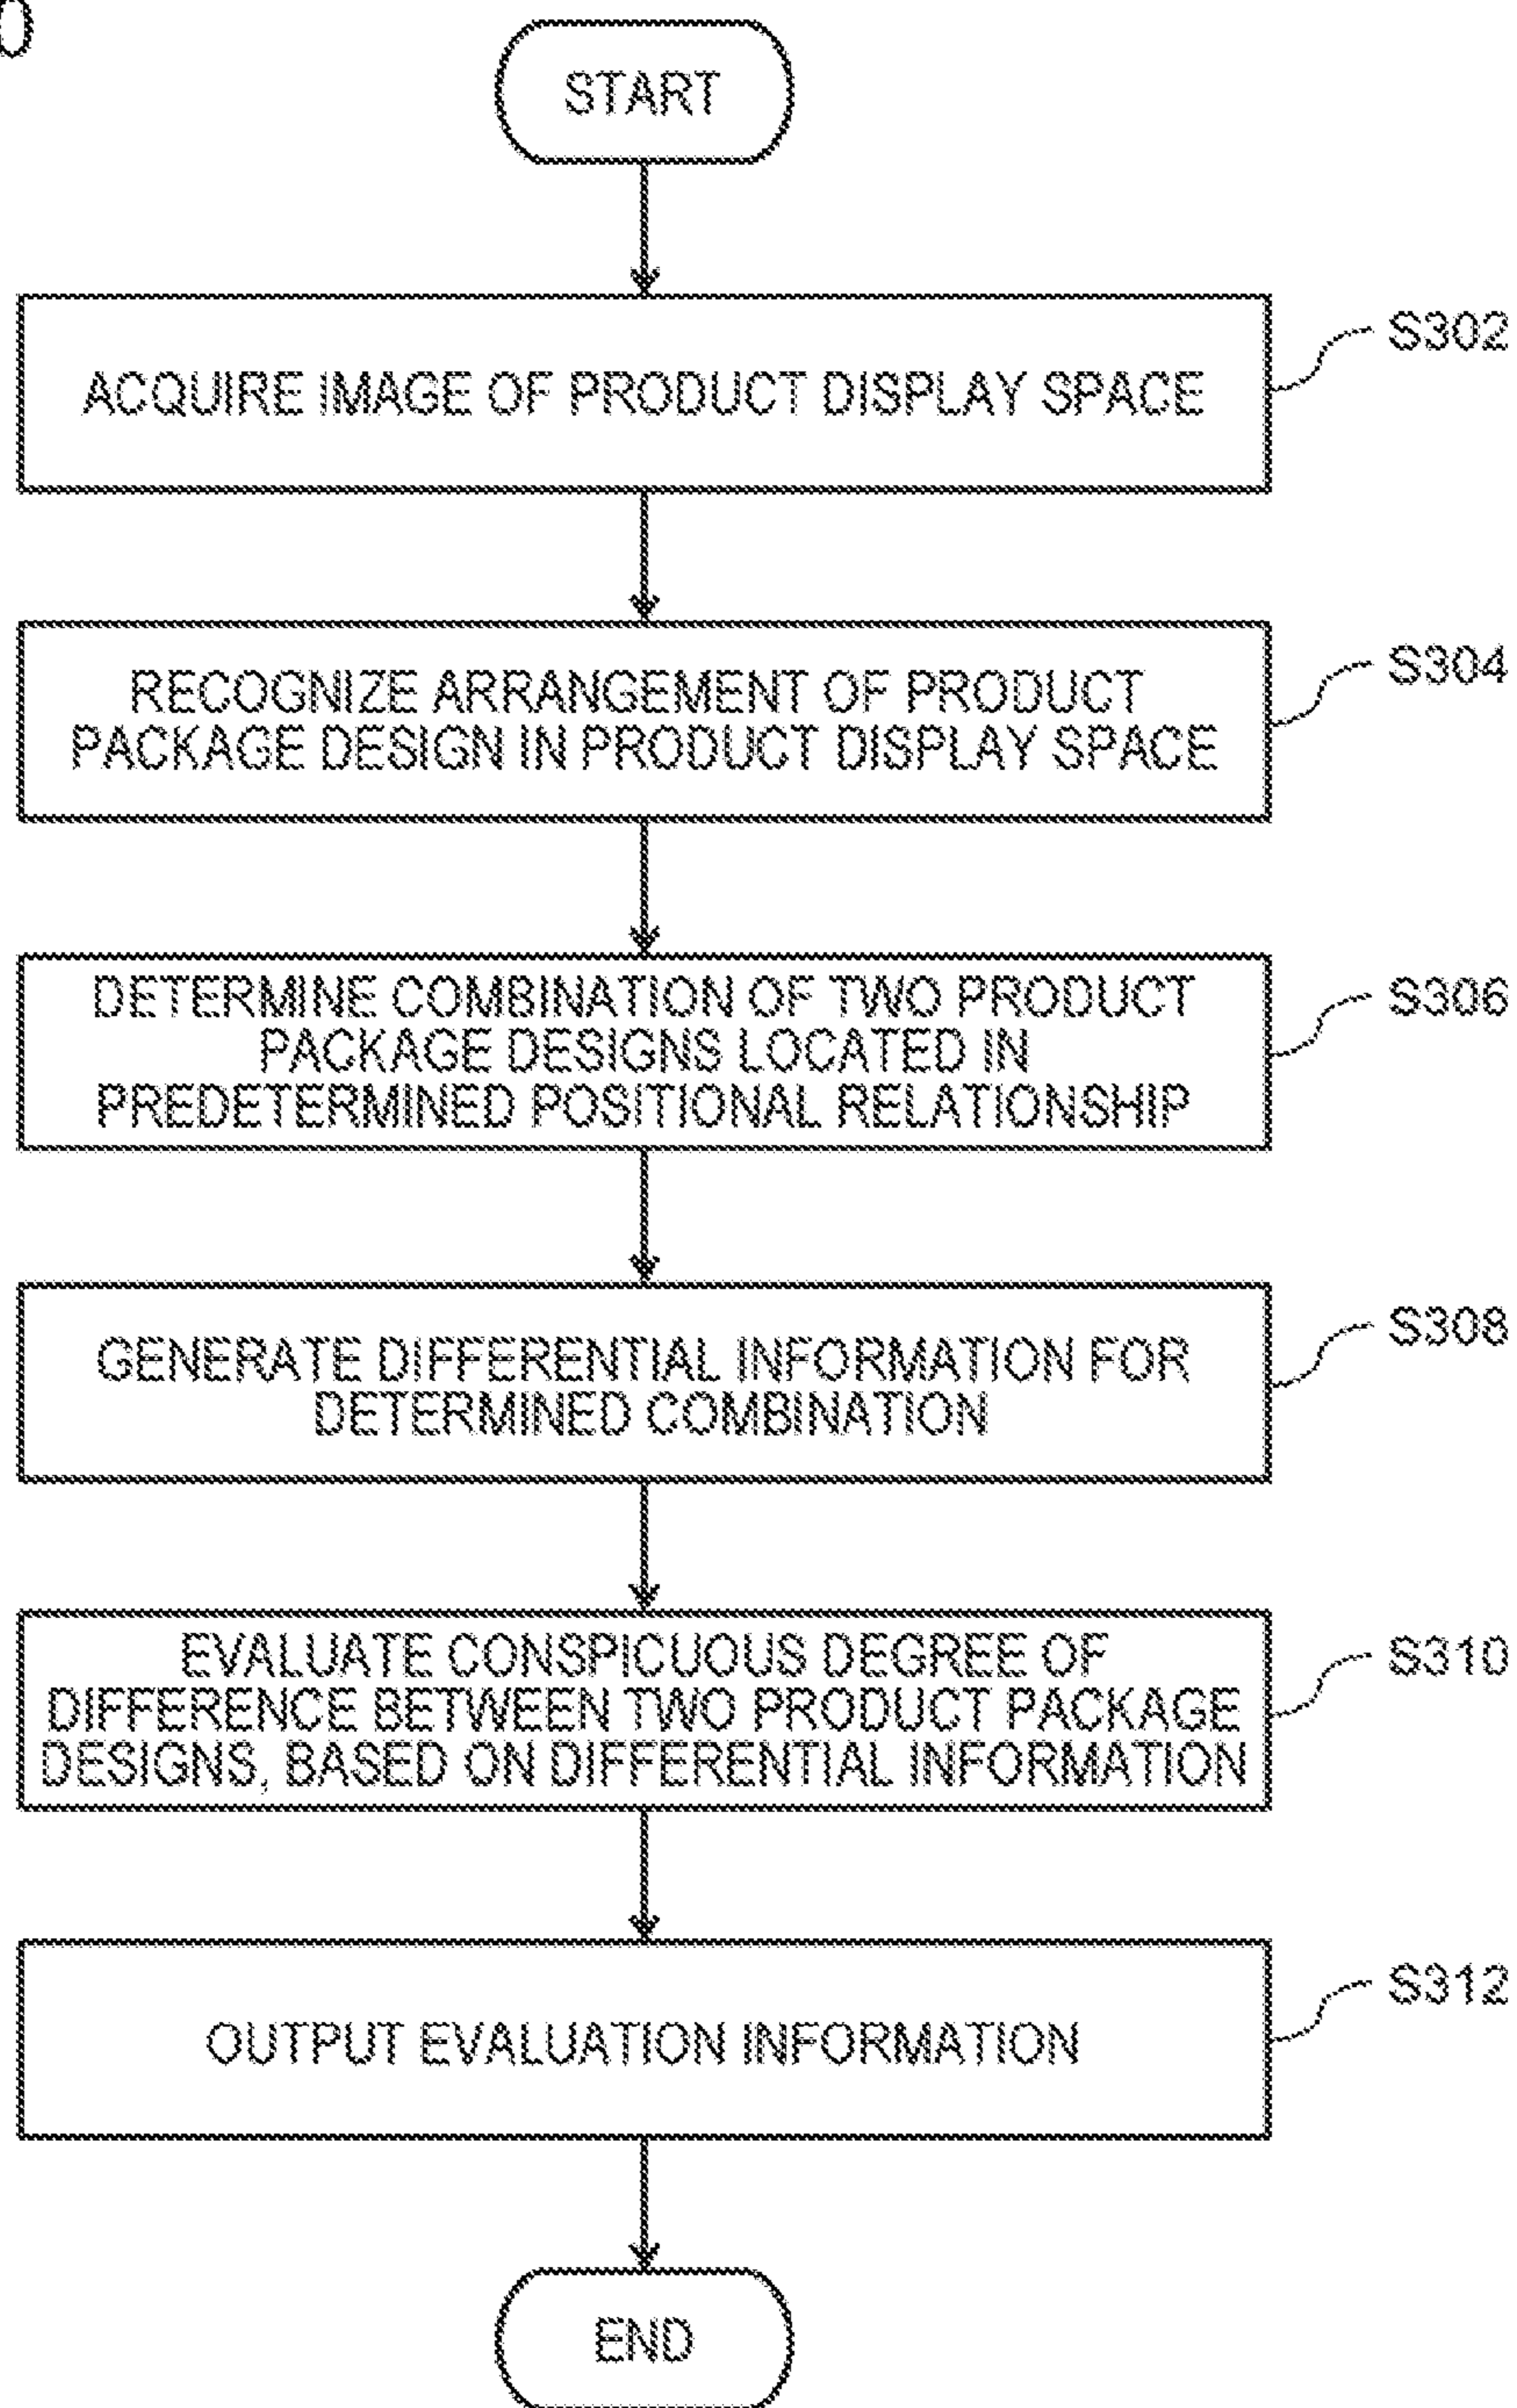 0
START
ACQUIRE IMAGE OF PRODUCT DISPLAY SPACE
S302
RECOGNIZE ARRANGEMENT OF PRODUCT
PACKAGE DESIGN IN PRODUCT DISPLAY SPACE
S304
DETERMINE COMBINATION OF TWO PRODUCT
PACKAGE DESIGNS LOCATED IN
PREDETERMINED POSITIONAL RELATIONSHIP
S306
GENERATE DIFFERENTIAL INFORMATION FOR
DETERMINED COMBINATION
S308
EVALUATE CONSPICUOUS DEGREE OF
DIFFERENCE BETWEEN TWO PRODUCT PACKAGE
DESIGNS, BASED ON DIFFERENTIAL INFORMATION
S310
OUTPUT EVALUATION INFORMATION
S312
END